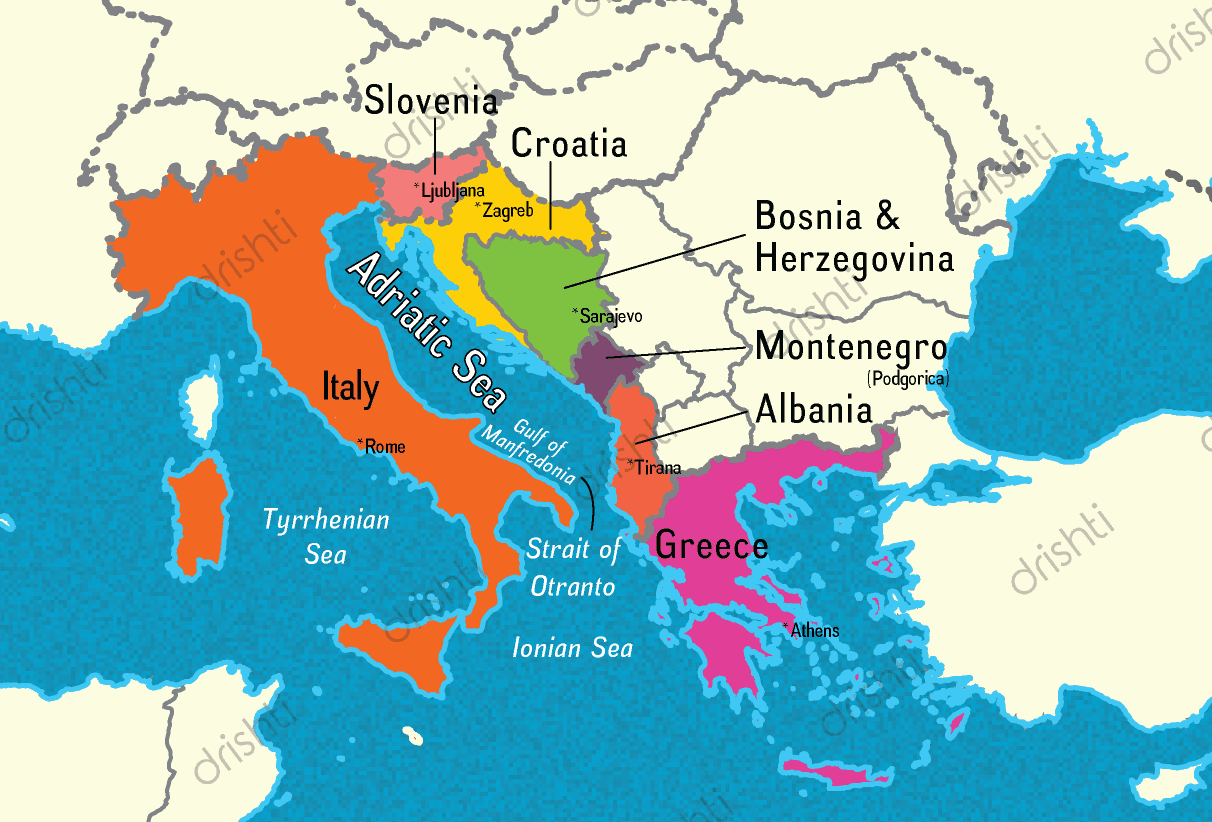 Slovenia
Croatia
*Ljubljana
*Zagreb
Bosnia &
Herzegovina
*Sarajevo
Montenegro
(Podgorica)
Albania
*Tirana
Adriatic Sea
Italy
*Rome
Gulf of
Manfredonia
Tyrrhenian
Sea
Strait of
Otranto
Greece
*Athens
Ionian Sea
drishti
drishti
drishti
drishti
drishti
drishti
drishti
drishti
drishti
drishti
drishti
drishti